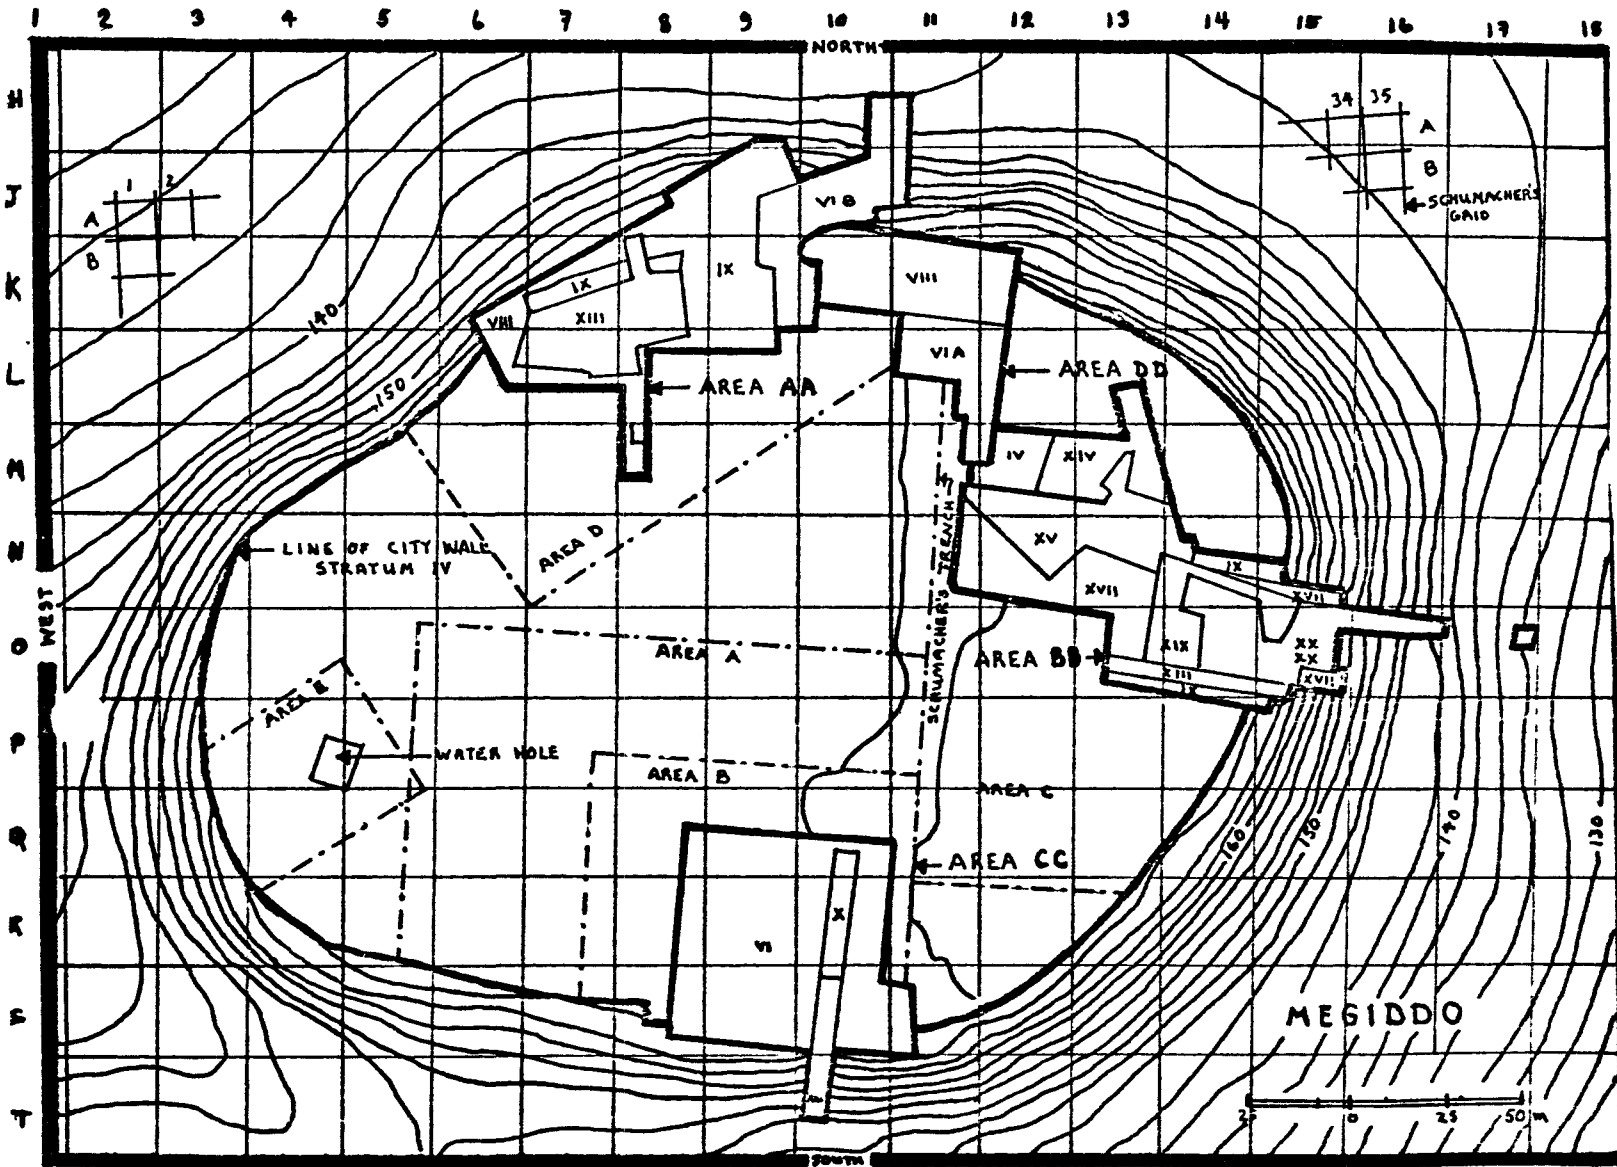 1 2 3 4 5 6 7 8 9 10 11 12 13 14 15 16 17 18
NORTH
H
34 35
A
B
SCHUMACHER'S
GRID
J
1 2
A
B
VI B
K
IX
IX
VIII
140
VIII
XIII
L
VI A
AREA AA
AREA DD
150
M
IV
XIV
N
LINE OF CITY WALL
STRATUM IV
AREA D
XV
IX
XVII
XVII
WEST
O
SCHUMACHER'S TRENCH
AREA A
AREA BB
XIX
XX
XX
XIII
IX
XVII
AREA E
P
WATER HOLE
AREA B
AREA C
Q
160
150
140
130
AREA CC
R
X
VI
S
MEGIDDO
T
25 0 25 50 m
SOUTH